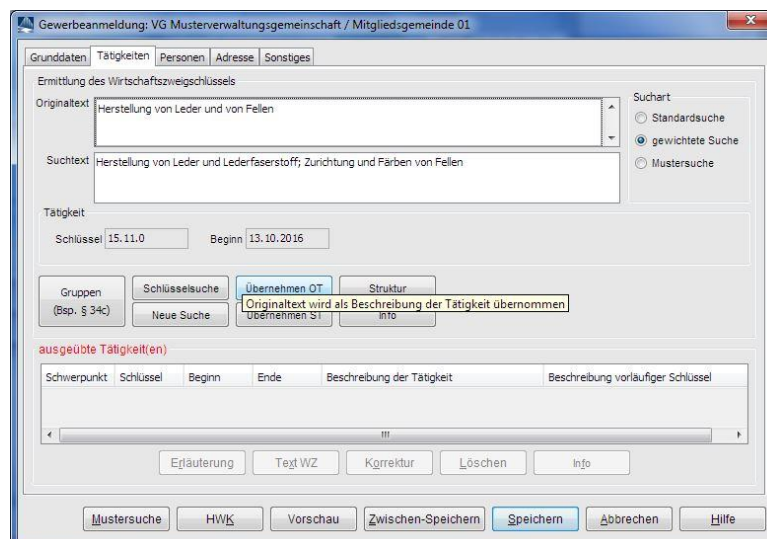 Gewerbeanmeldung: VG Musterverwaltungsgemeinschaft / Mitgliedsgemeinde 01
Grunddaten Tätigkeiten Personen Adresse Sonstiges
Ermittlung des Wirtschaftszweigschlüssels
Originaltext
Herstellung von Leder und von Fellen
Suchtext
Herstellung von Leder und Lederfaserstoff; Zurichtung und Färben von Fellen
Suchart
Standardsuche
gewichtete Suche
Mustersuche
Tätigkeit
Schlüssel 15.11.0 Beginn 13.10.2016
Gruppen
(Bsp. § 34c)
Schlüsselsuche Übernehmen OT Struktur
Originaltext wird als Beschreibung der Tätigkeit übernommen
Neue Suche Übernehmen ST Info
ausgeübte Tätigkeit(en)
Schwerpunkt Schlüssel Beginn Ende Beschreibung der Tätigkeit Beschreibung vorläufiger Schlüssel
Erläuterung Text WZ Korrektur Löschen Info
Mustersuche HWK Vorschau Zwischen-Speichern Speichern Abbrechen Hilfe